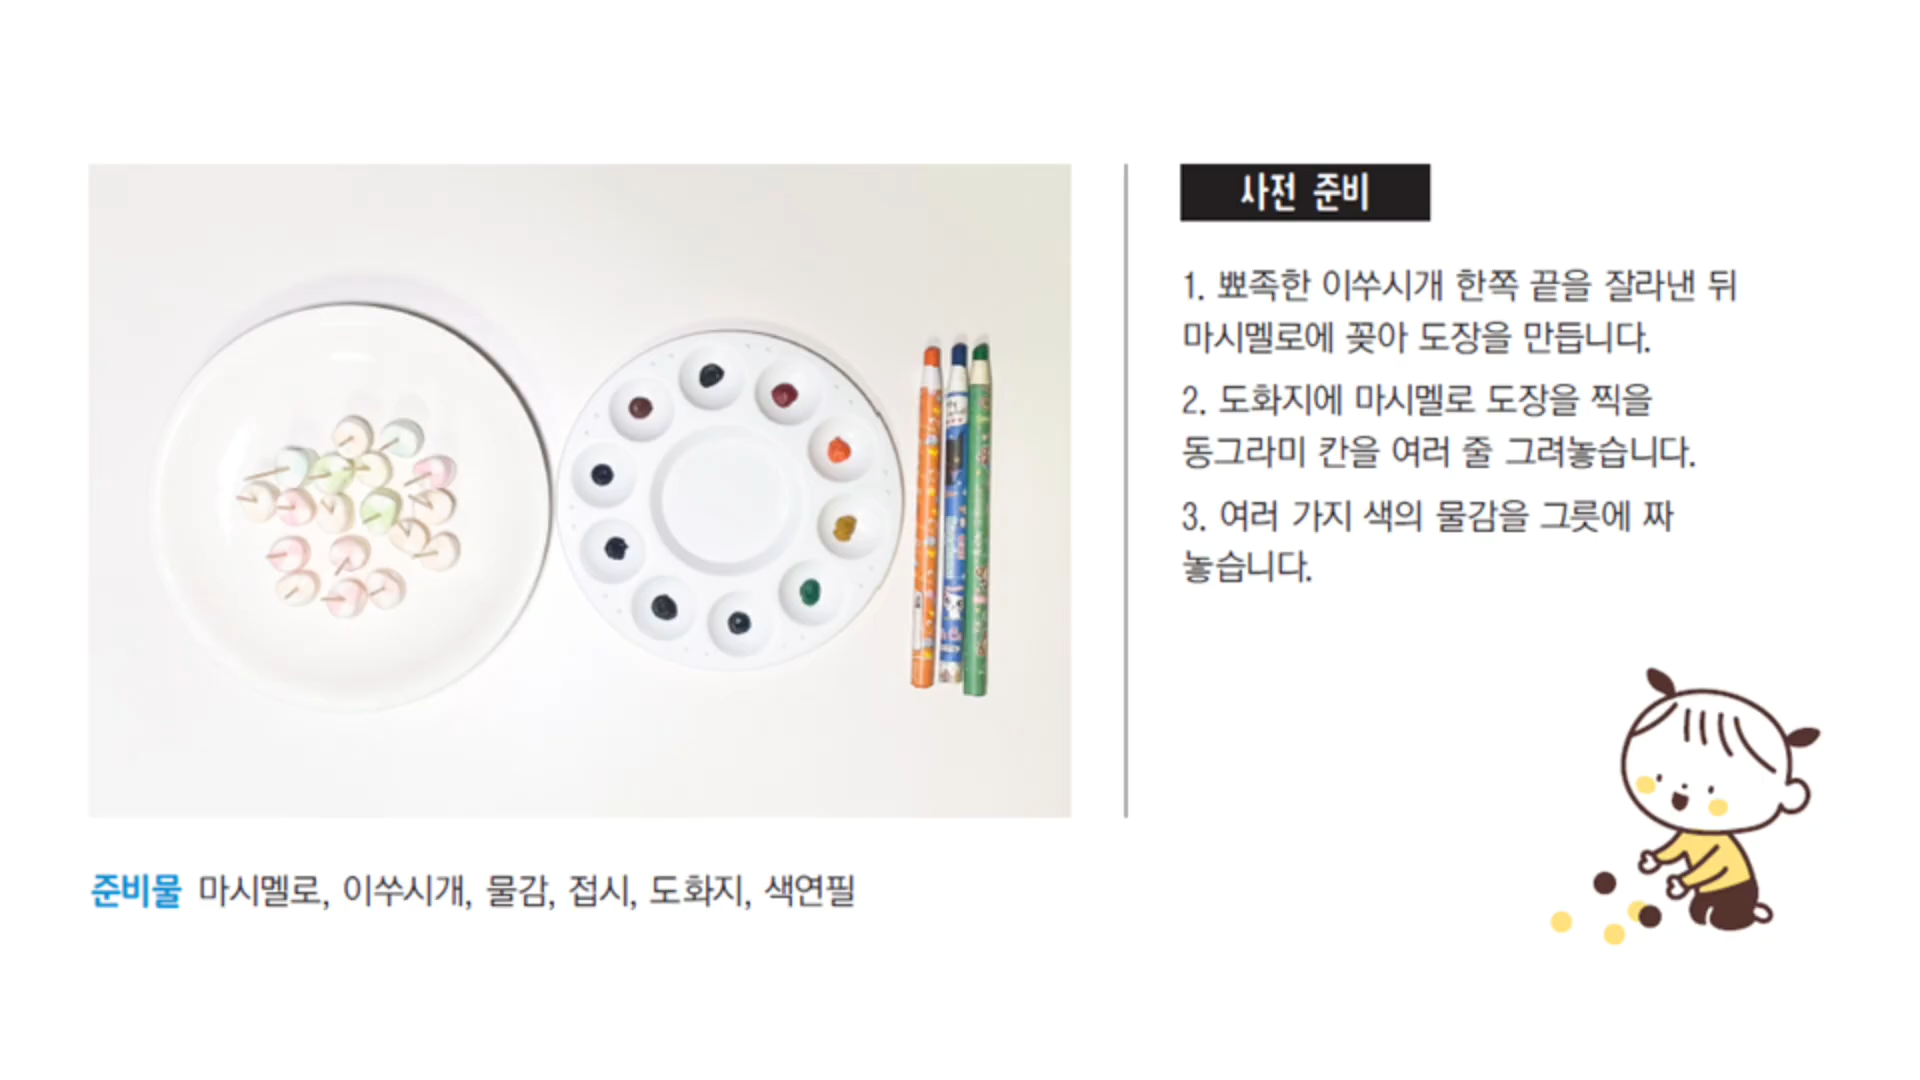 사전 준비
1. 뾰족한 이쑤시개 한쪽 끝을 잘라낸 뒤
마시멜로에 꽂아 도장을 만듭니다.
2. 도화지에 마시멜로 도장을 찍을
동그라미 칸을 여러 줄 그려놓습니다.
3. 여러 가지 색의 물감을 그릇에 짜
놓습니다.
준비물 마시멜로, 이쑤시개, 물감, 접시, 도화지, 색연필